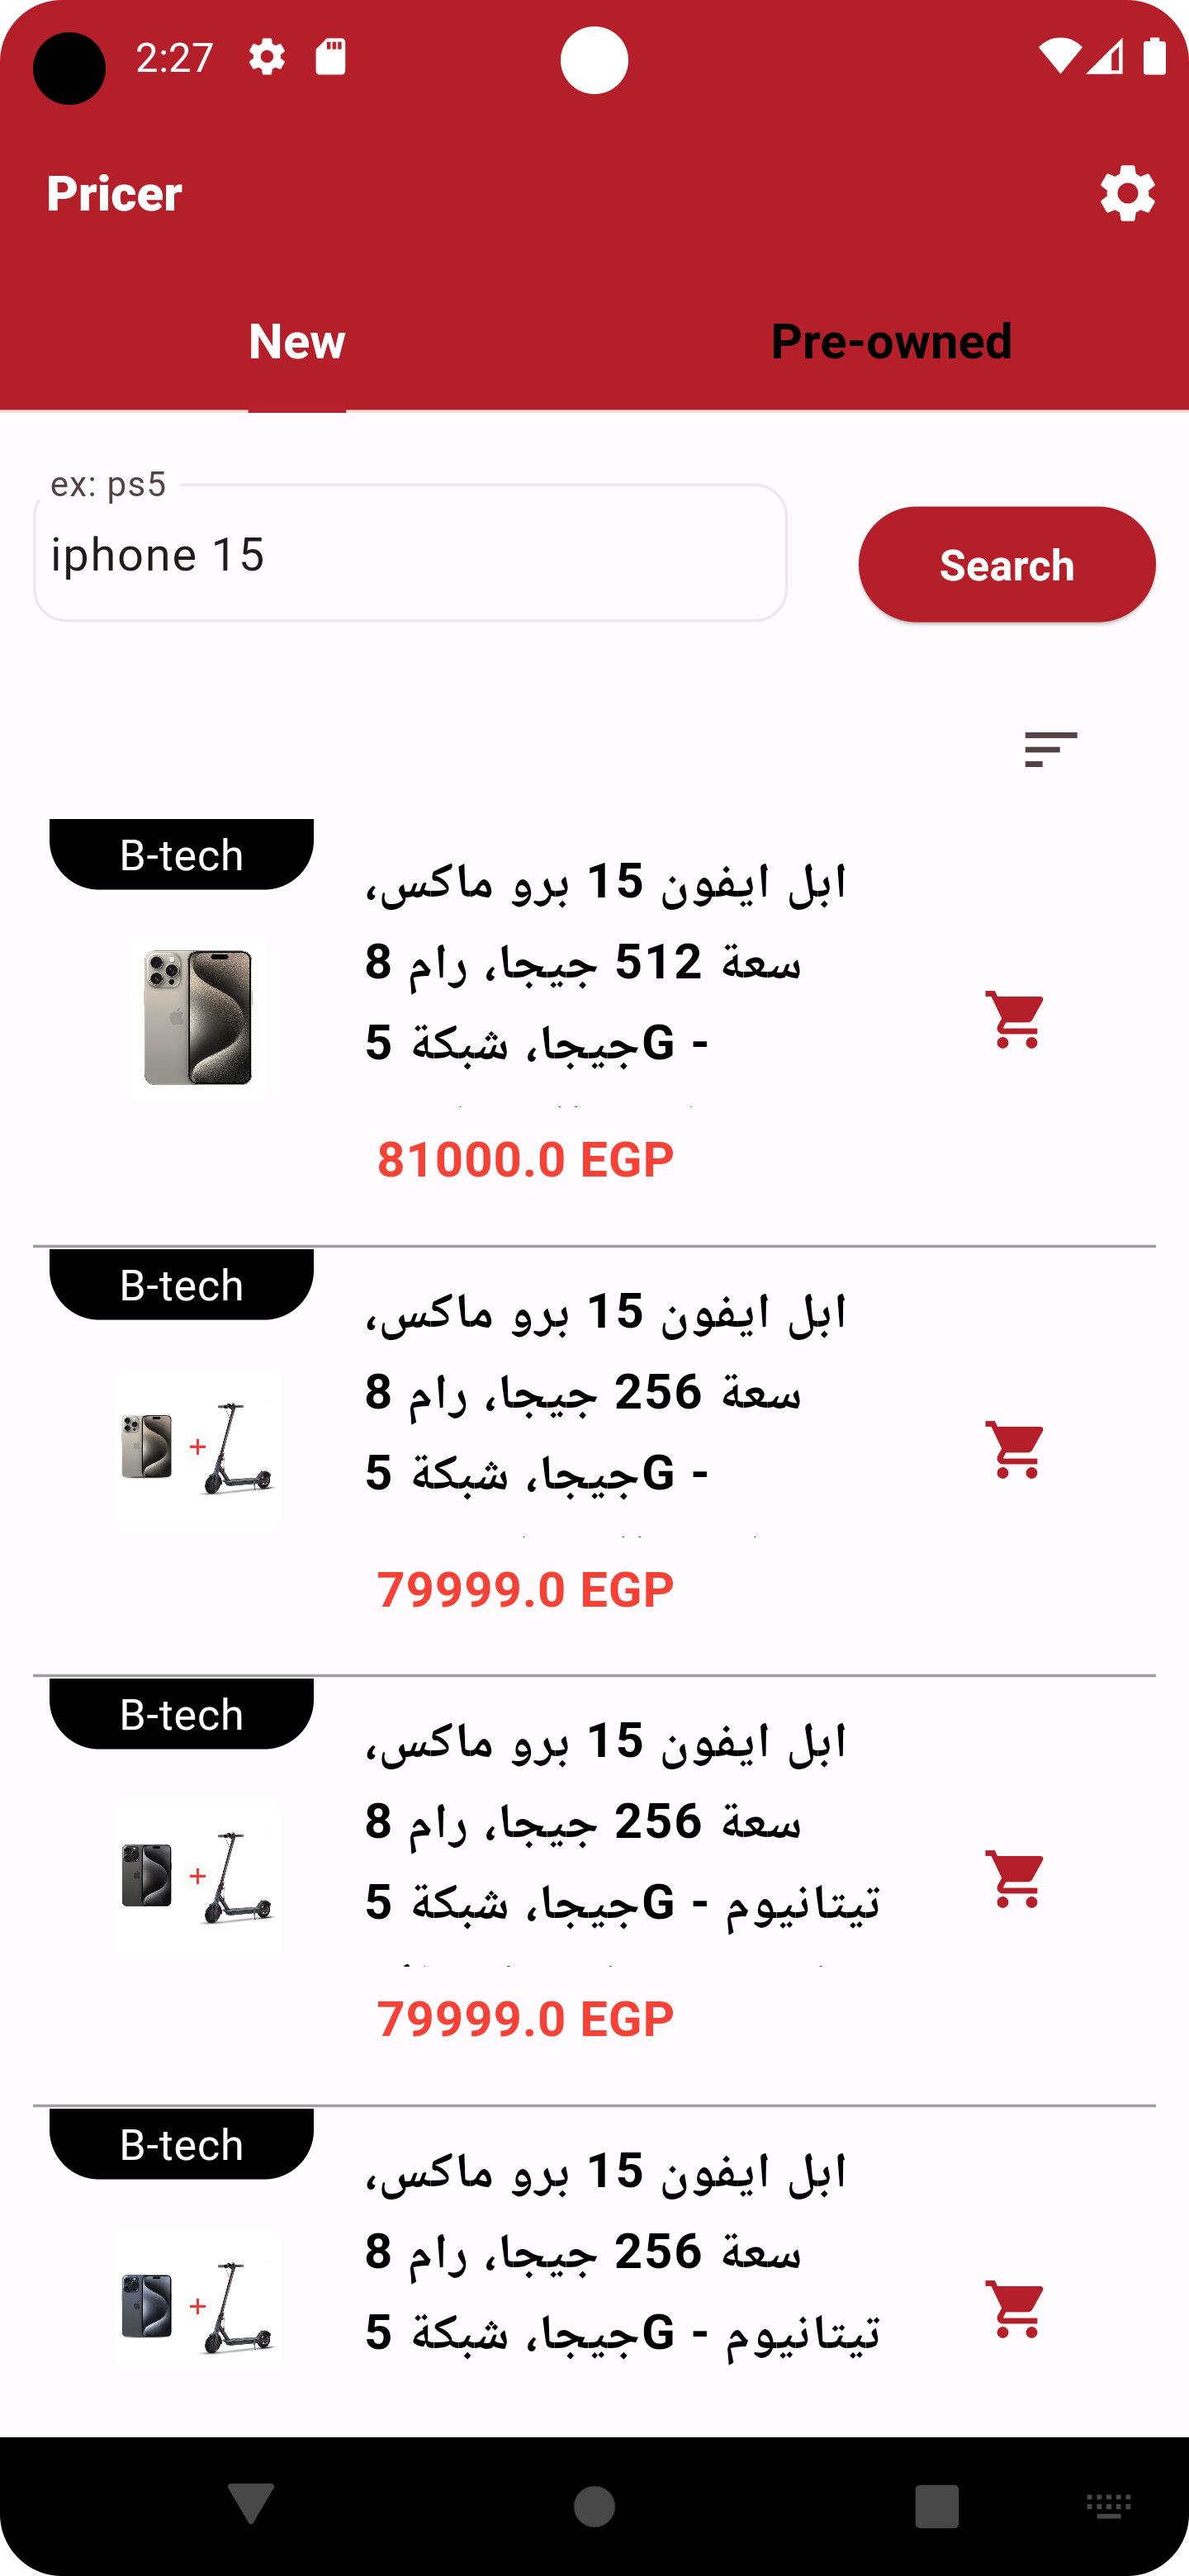 2:27
Pricer
New
Pre-owned
ex: ps5
iphone 15
Search
B-tech
ابل ايفون 15 برو ماكس،
سعة 512 جيجا، رام 8
جيجا، شبكة 5G -
81000.0 EGP
B-tech
ابل ايفون 15 برو ماكس،
سعة 256 جيجا، رام 8
جيجا، شبكة 5G -
79999.0 EGP
B-tech
ابل ايفون 15 برو ماكس،
سعة 256 جيجا، رام 8
جيجا، شبكة 5G - تيتانيوم
79999.0 EGP
B-tech
ابل ايفون 15 برو ماكس،
سعة 256 جيجا، رام 8
جيجا، شبكة 5G - تيتانيوم